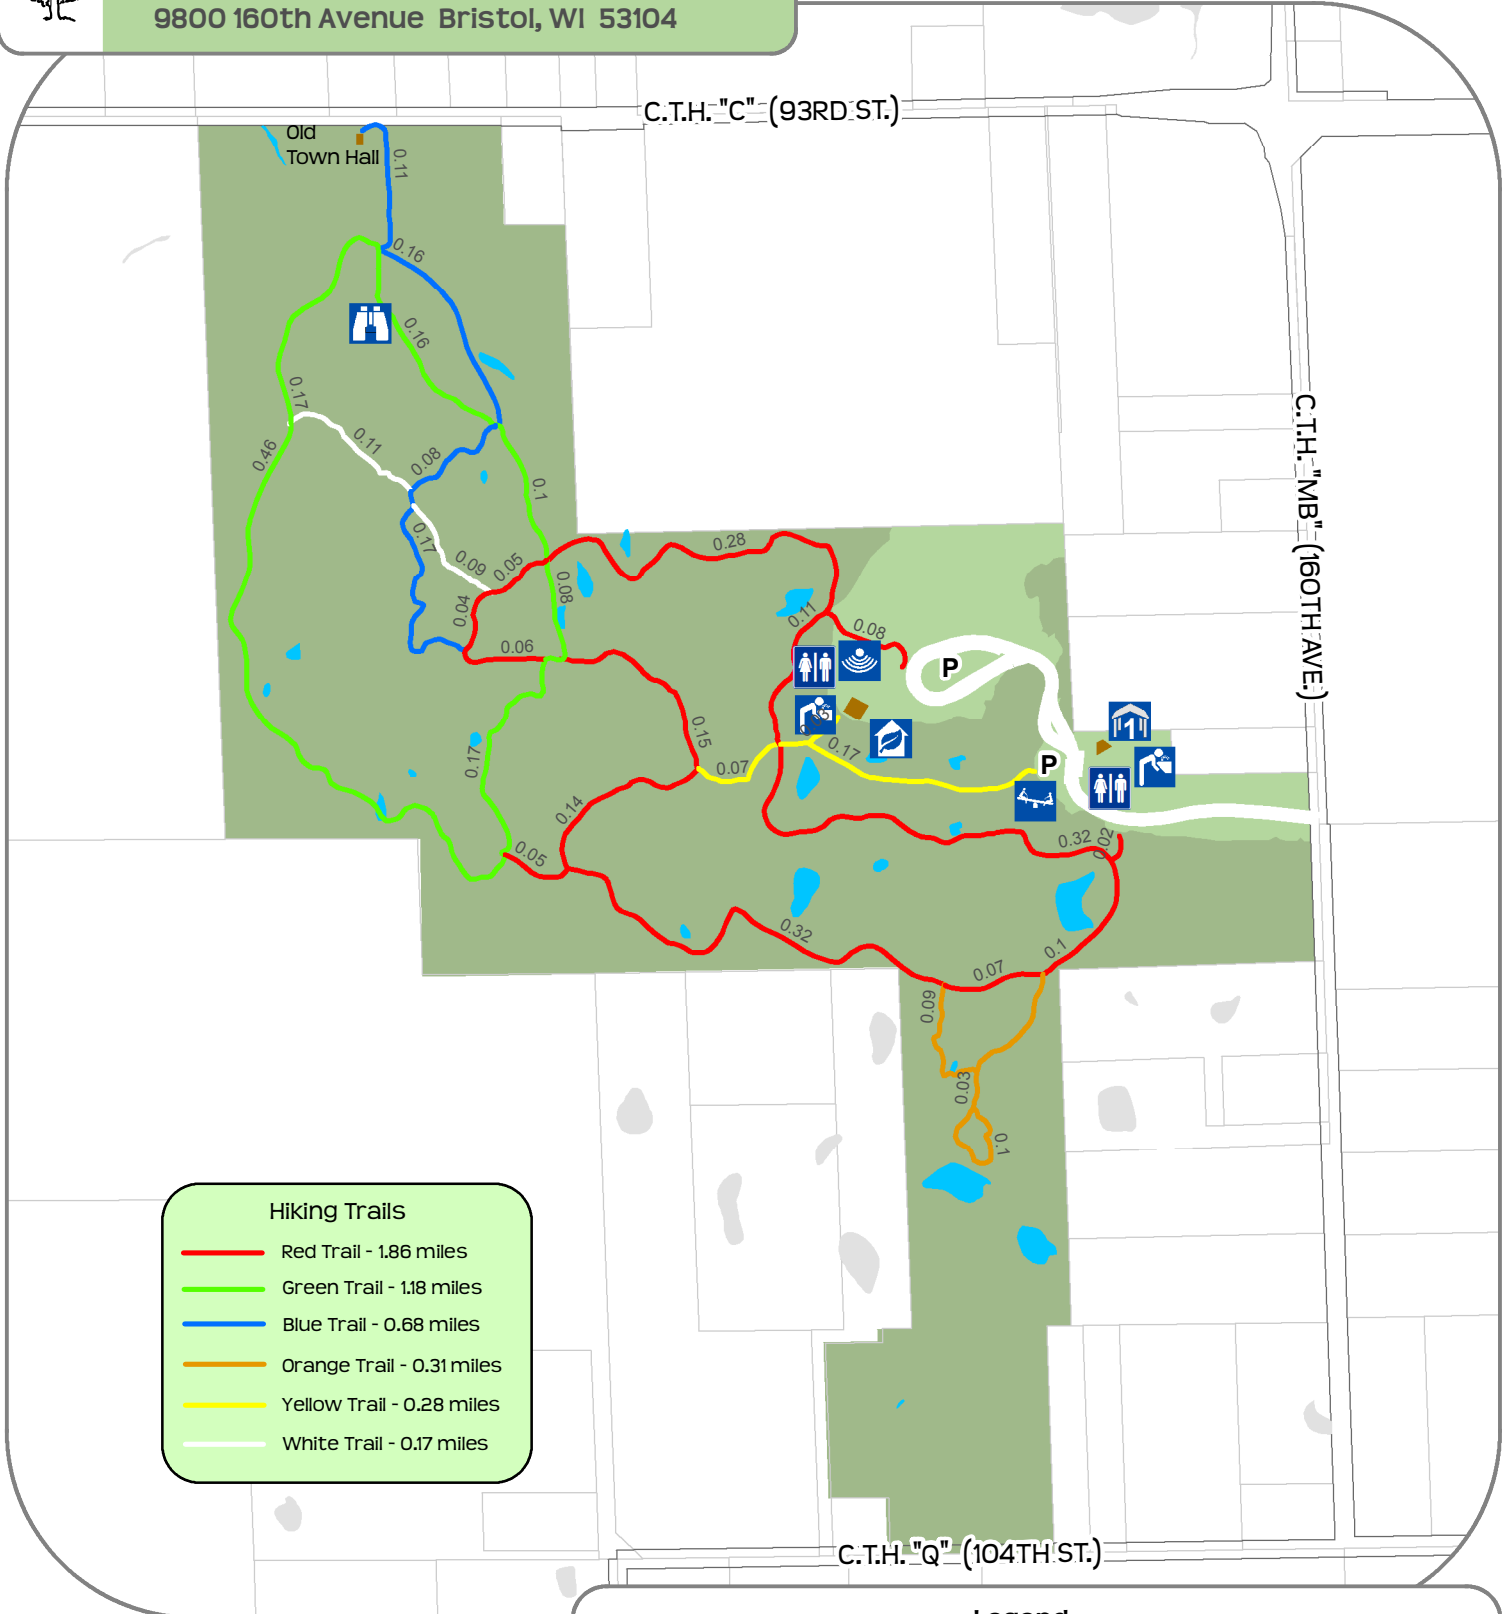 9800 160th Avenue Bristol, WI 53104
C.T.H. "C" (93RD ST.)
Old
Town Hall
0.11
0.16
0.16
0.17
0.11
0.46
0.08
0.1
0.17
0.09
0.05
0.28
0.08
0.04
0.06
0.11
0.08
P
C.T.H. "MB" (160TH AVE.)
1
0.03
0.17
0.15
0.07
P
0.17
0.14
0.05
0.32
0.02
0.32
0.1
0.07
0.09
0.03
0.1
Hiking Trails
Red Trail - 1.86 miles
Green Trail - 1.18 miles
Blue Trail - 0.68 miles
Orange Trail - 0.31 miles
Yellow Trail - 0.28 miles
White Trail - 0.17 miles
C.T.H. "Q" (104TH ST.)